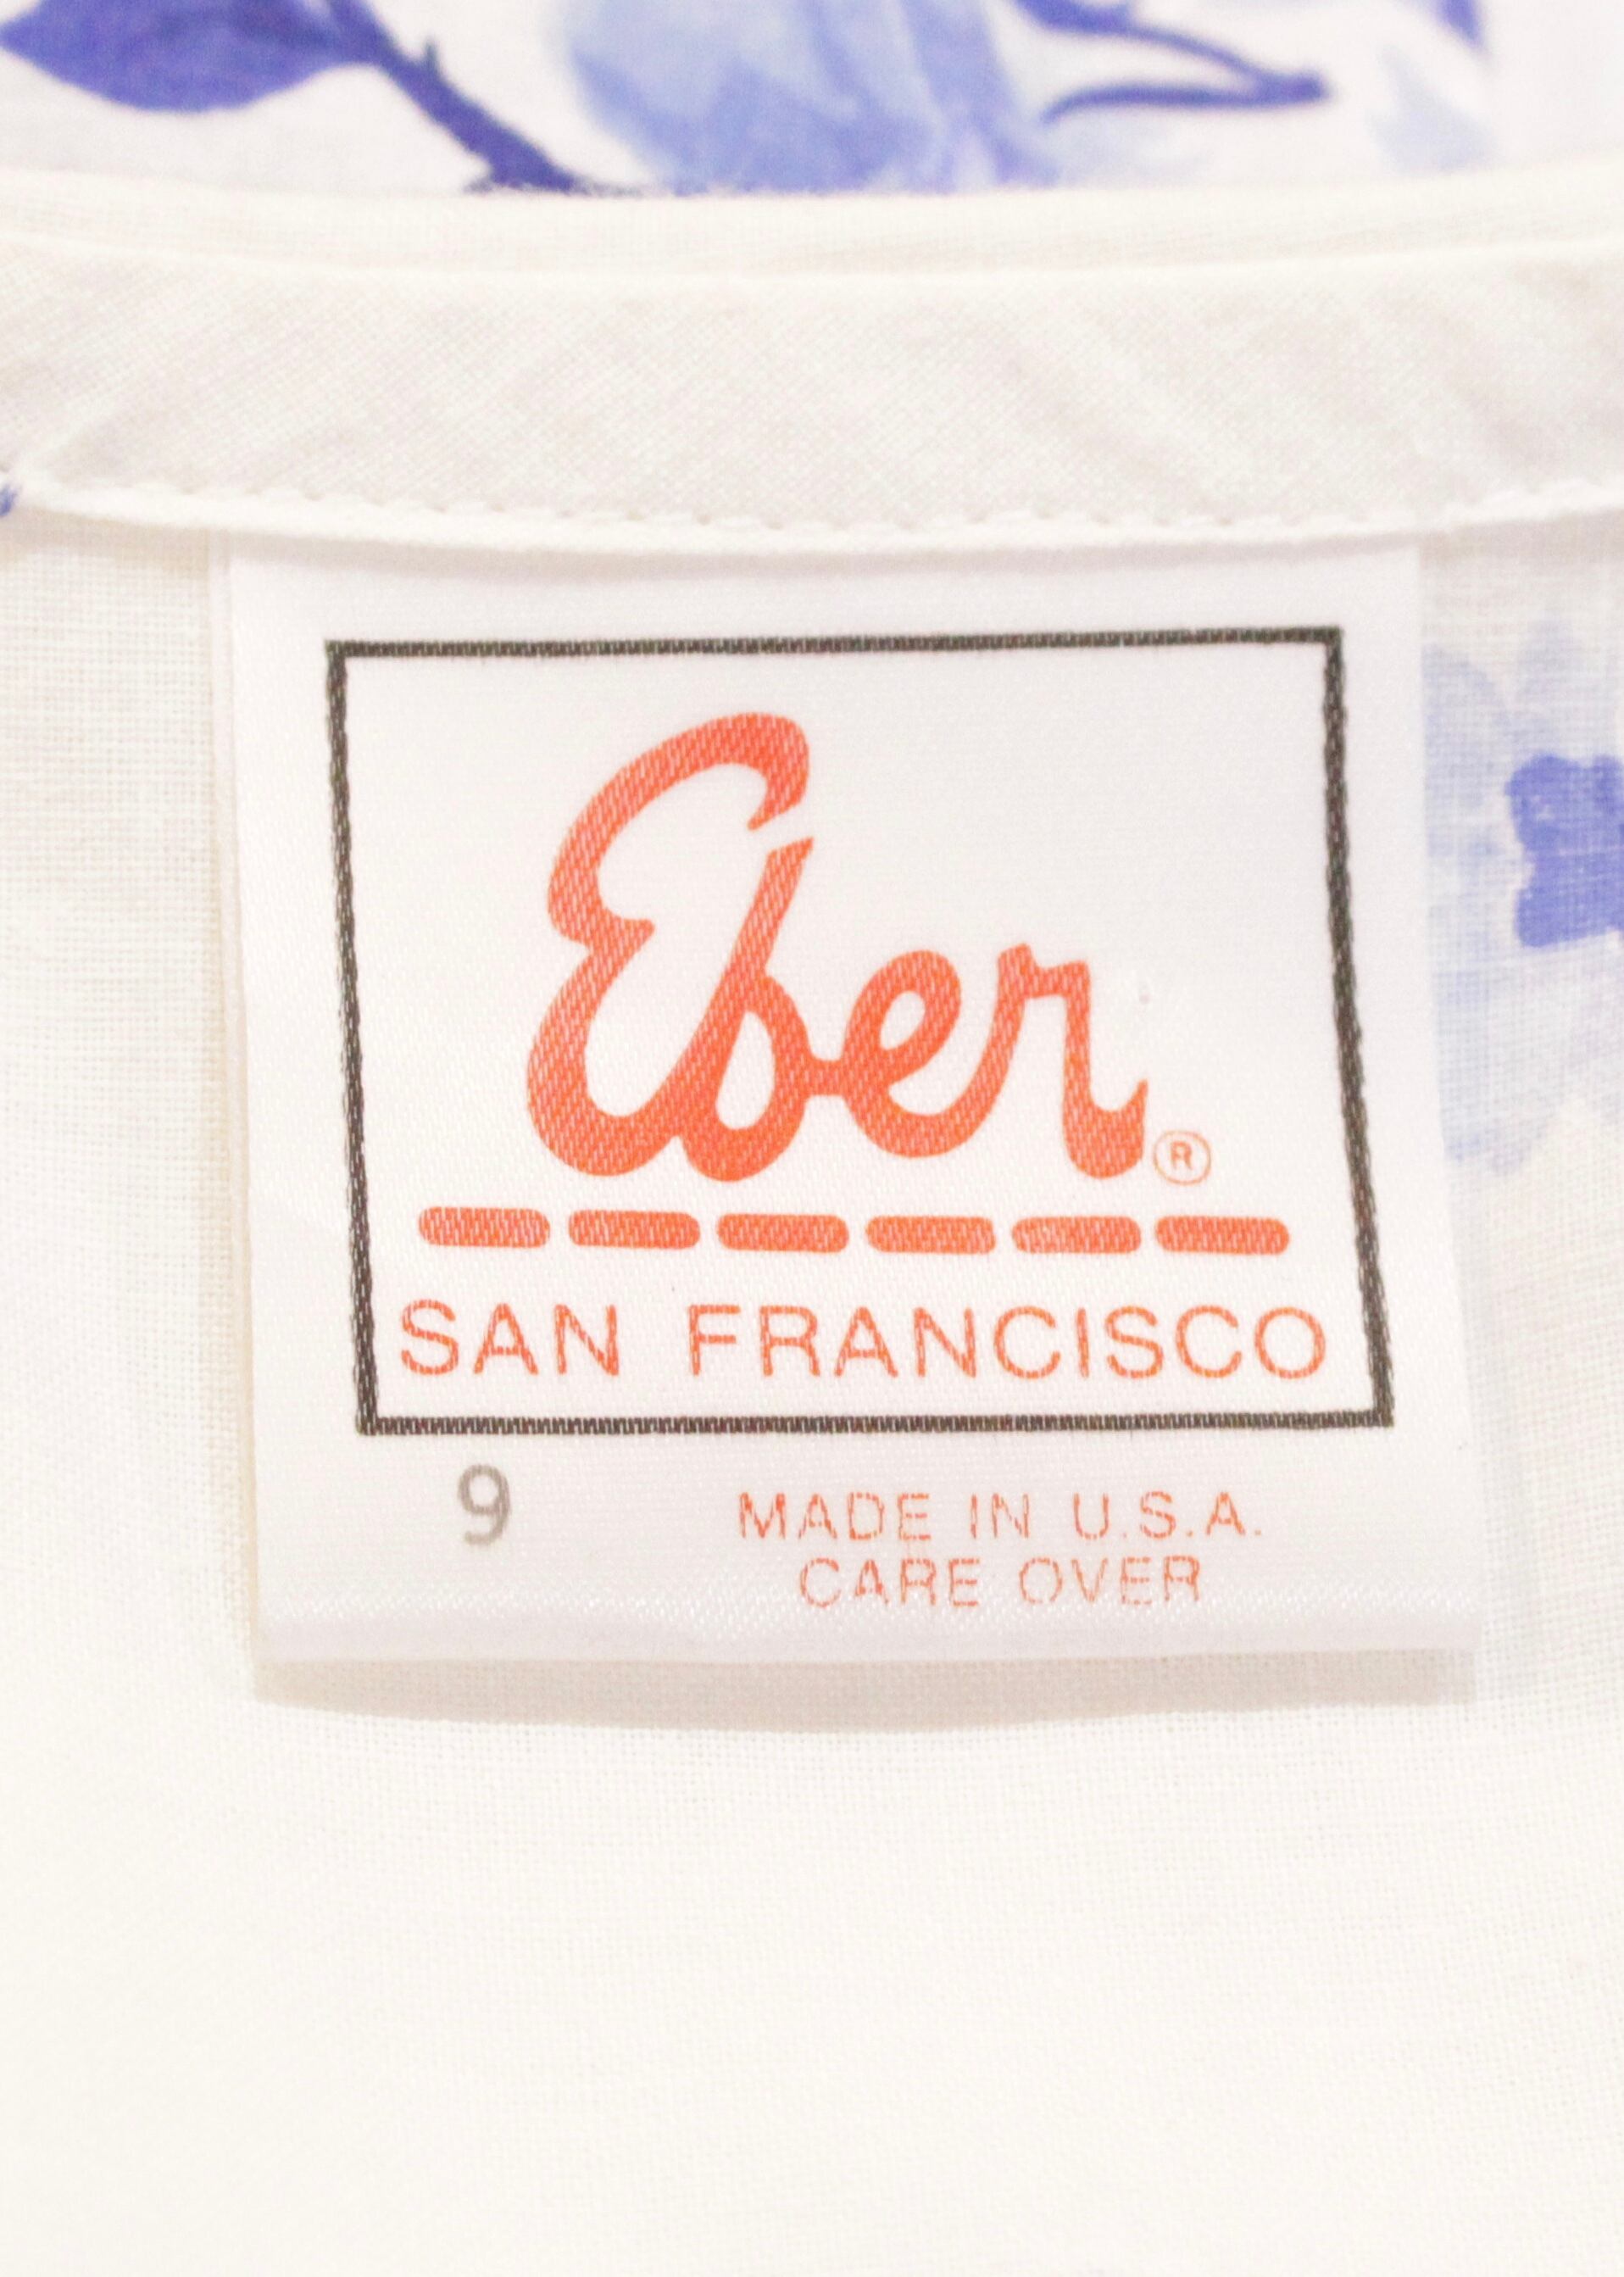 Eber®
SAN FRANCISCO
9 MADE IN U.S.A.
CARE OVER